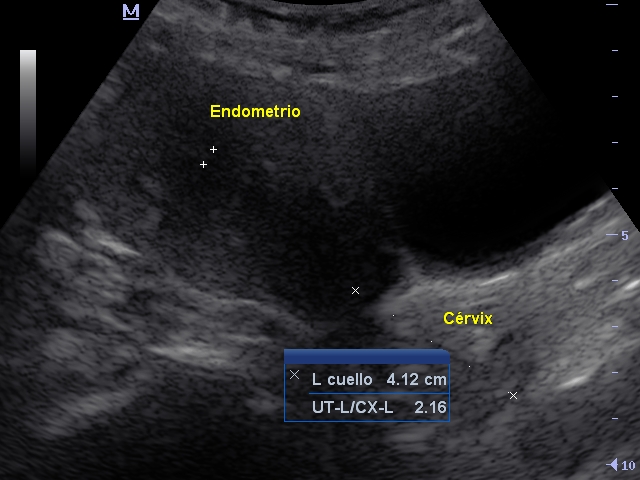 M
Endometrio
5
Cérvix
L cuello 4.12 cm
UT-L/CX-L 2.16
10